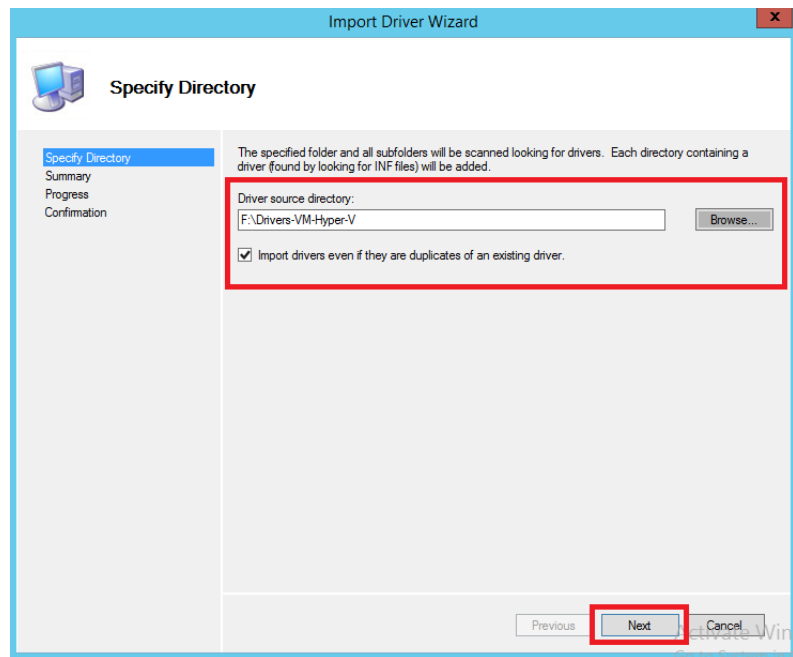 Import Driver Wizard
x
Specify Directory
Specify Directory
Summary
Progress
Confirmation
The specified folder and all subfolders will be scanned looking for drivers. Each directory containing a
driver (found by looking for INF files) will be added.
Driver source directory:
F:\Drivers-VM-Hyper-V
Browse...
Import drivers even if they are duplicates of an existing driver.
Previous
Next
Cancel
Activate Win